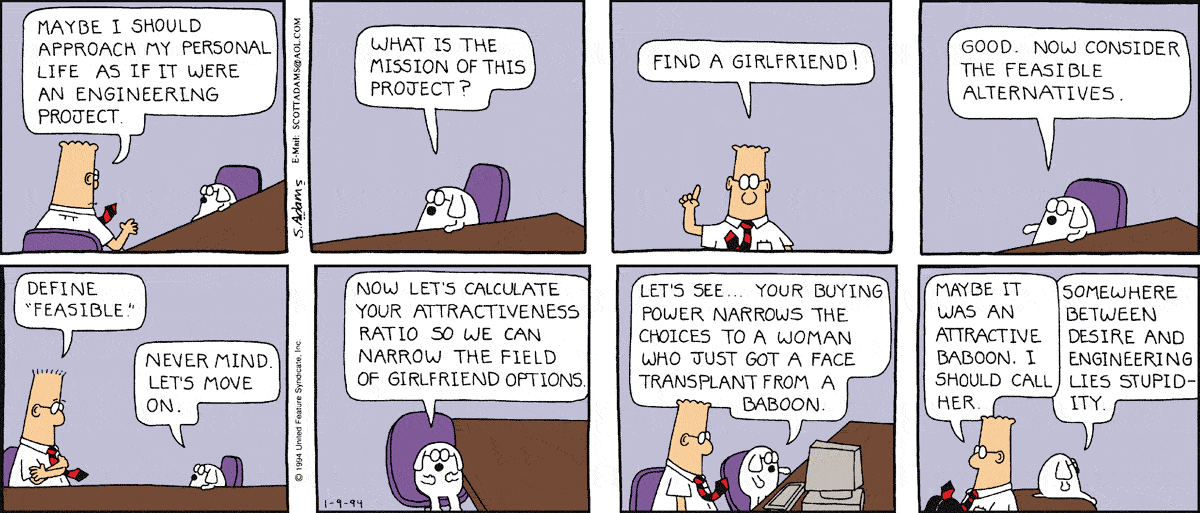 MAYBE I SHOULD
APPROACH MY PERSONAL
LIFE AS IF IT WERE
AN ENGINEERING
PROJECT.
S. Adams
E-Mail: SCOTTADAMS@AOL.COM
WHAT IS THE
MISSION OF THIS
PROJECT?
FIND A GIRLFRIEND!
GOOD. NOW CONSIDER
THE FEASIBLE
ALTERNATIVES.
DEFINE
"FEASIBLE."
NEVER MIND.
LET'S MOVE
ON.
© 1994 United Feature Syndicate, Inc.
NOW LET'S CALCULATE
YOUR ATTRACTIVENESS
RATIO SO WE CAN
NARROW THE FIELD
OF GIRLFRIEND OPTIONS.
1-9-94
LET'S SEE.... YOUR BUYING
POWER NARROWS THE
CHOICES TO A WOMAN
WHO JUST GOT A FACE
TRANSPLANT FROM A
BABOON.
MAYBE IT
WAS AN
ATTRACTIVE
BABOON. I
SHOULD CALL
HER.
SOMEWHERE
BETWEEN
DESIRE AND
ENGINEERING
LIES STUPID-
ITY.